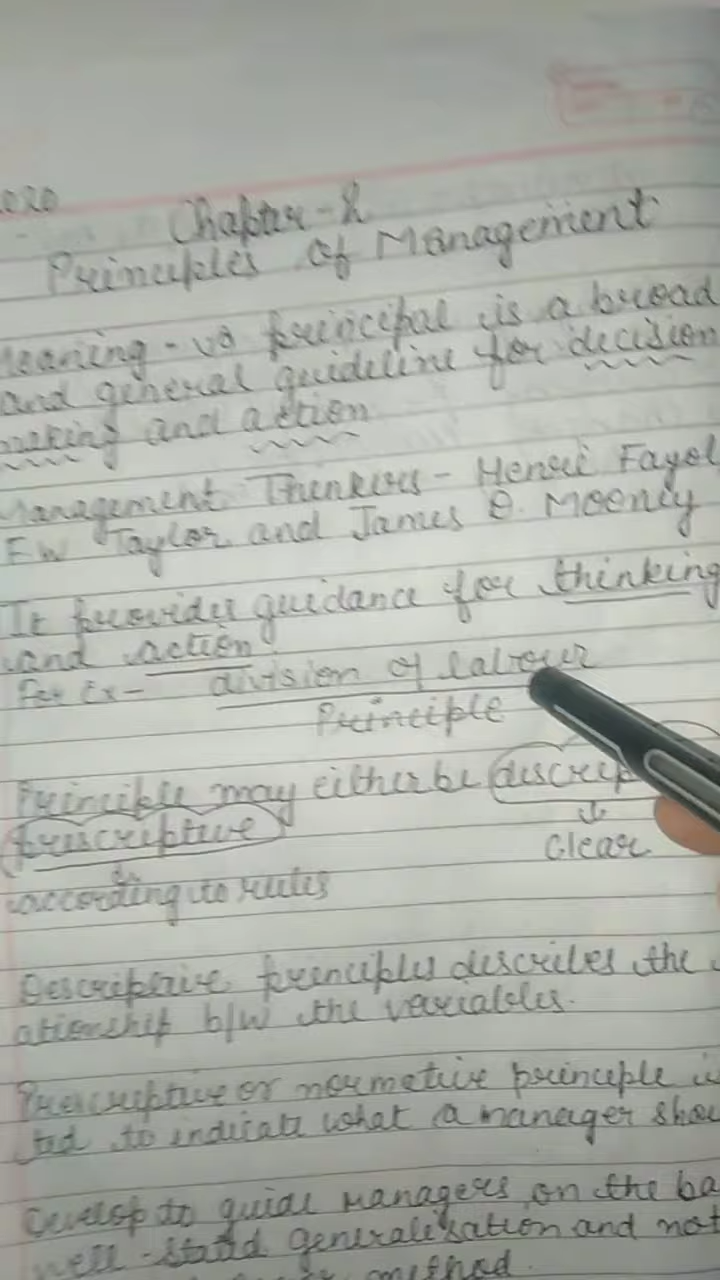 020
Chapter-2
Principles of Management
Meaning - a principal is a broad
and general guideline for decision
making and action
Management Thinkers - Henri Fayol
F.W Taylor and James D. Mooney
It provides guidance for thinking
and action
For Ex- division of labour
Principle
Principle may either be descrip
prescriptive
Clear
according to rules
Descriptive principles describes the
ationship b/w the variables.
Prescriptive or normative principle is
ted to indicate what a manager shou
Develop to guide managers on the ba
well-stated generalisation and not
method.